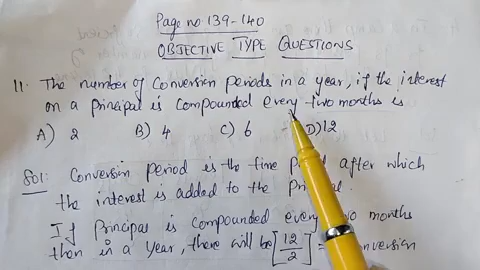 Page no 139-140
OBJECTIVE TYPE QUESTIONS
11. The number of conversion periods in a year, if the interest
on a principal is compounded every two months is
A) 2 B) 4 C) 6 D) 12
Sol: Conversion period is the time after which
the interest is added to the Principal.
If Principal is compounded every two months
then in a year, there will be [12/2] =